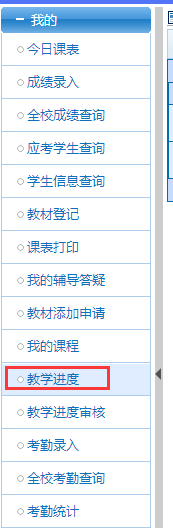 我的
今日课表
成绩录入
全校成绩查询
应考学生查询
学生信息查询
教材登记
课表打印
我的辅导答疑
教材添加申请
我的课程
教学进度
教学进度审核
考勤录入
全校考勤查询
考勤统计